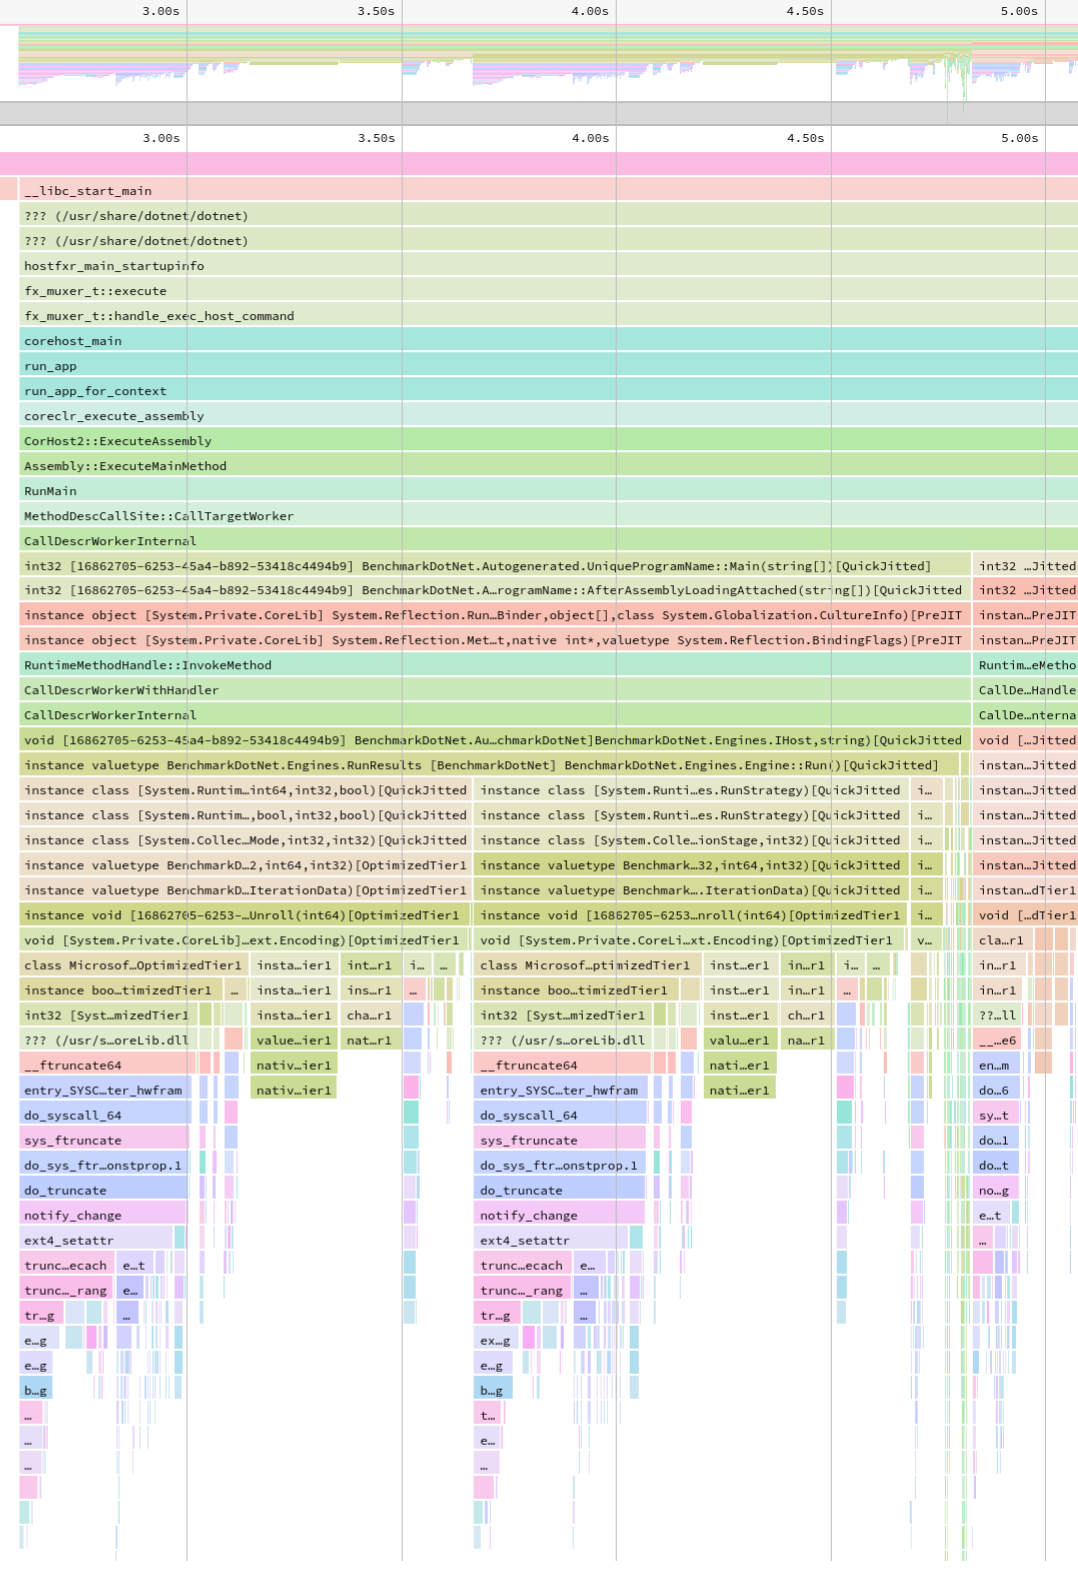 3.00s 3.50s 4.00s 4.50s 5.00s
3.00s 3.50s 4.00s 4.50s 5.00s
__libc_start_main
??? (/usr/share/dotnet/dotnet)
??? (/usr/share/dotnet/dotnet)
hostfxr_main_startupinfo
fx_muxer_t::execute
fx_muxer_t::handle_exec_host_command
corehost_main
run_app
run_app_for_context
coreclr_execute_assembly
CorHost2::ExecuteAssembly
Assembly::ExecuteMainMethod
RunMain
MethodDescCallSite::CallTargetWorker
CallDescrWorkerInternal
int32 [16862705-6253-45a4-b892-53418c4494b9] BenchmarkDotNet.Autogenerated.UniqueProgramName::Main(string[])[QuickJitted] int32 …Jitted
int32 [16862705-6253-45a4-b892-53418c4494b9] BenchmarkDotNet.A…rogramName::AfterAssemblyLoadingAttached(string[])[QuickJitted int32 …Jitted
instance object [System.Private.CoreLib] System.Reflection.Run…Binder,object[],class System.Globalization.CultureInfo)[PreJIT instan…PreJIT
instance object [System.Private.CoreLib] System.Reflection.Met…t,native int*,valuetype System.Reflection.BindingFlags)[PreJIT instan…PreJIT
RuntimeMethodHandle::InvokeMethod Runtim…eMetho
CallDescrWorkerWithHandler CallDe…Handle
CallDescrWorkerInternal CallDe…nterna
void [16862705-6253-45a4-b892-53418c4494b9] BenchmarkDotNet.Au…chmarkDotNet]BenchmarkDotNet.Engines.IHost,string)[QuickJitted void […Jitted
instance valuetype BenchmarkDotNet.Engines.RunResults [BenchmarkDotNet] BenchmarkDotNet.Engines.Engine::Run()[QuickJitted] instan…Jitted
instance class [System.Runtim…int64,int32,bool)[QuickJitted instance class [System.Runti…es.RunStrategy)[QuickJitted i… instan…Jitted
instance class [System.Runtim…,bool,int32,bool)[QuickJitted instance class [System.Runti…es.RunStrategy)[QuickJitted i… instan…Jitted
instance class [System.Collec…Mode,int32,int32)[QuickJitted instance class [System.Colle…ionStage,int32)[QuickJitted i… instan…Jitted
instance valuetype BenchmarkD…2,int64,int32)[OptimizedTier1 instance valuetype Benchmark…32,int64,int32)[QuickJitted i… instan…Jitted
instance valuetype BenchmarkD…IterationData)[OptimizedTier1 instance valuetype Benchmark….IterationData)[QuickJitted i… instan…dTier1
instance void [16862705-6253-…Unroll(int64)[OptimizedTier1 instance void [16862705-6253…nroll(int64)[OptimizedTier1 i… void […dTier1
void [System.Private.CoreLib]…ext.Encoding)[OptimizedTier1 void [System.Private.CoreLi…xt.Encoding)[OptimizedTier1 v… cla…r1
class Microsof…OptimizedTier1 insta…ier1 int…r1 i… … class Microsof…ptimizedTier1 inst…er1 in…r1 i… … in…r1
instance boo…timizedTier1 … insta…ier1 ins…r1 … instance boo…timizedTier1 inst…er1 in…r1 … in…r1
int32 [Syst…mizedTier1 insta…ier1 cha…r1 int32 [Syst…mizedTier1 inst…er1 ch…r1 ??…ll
??? (/usr/s…oreLib.dll value…ier1 nat…r1 ??? (/usr/s…oreLib.dll valu…er1 na…r1 __…e6
__ftruncate64 nativ…ier1 __ftruncate64 nati…er1 en…m
entry_SYSC…ter_hwfram nativ…ier1 entry_SYSC…ter_hwfram nati…er1 do…6
do_syscall_64 do_syscall_64 sy…t
sys_ftruncate sys_ftruncate do…1
do_sys_ftr…onstprop.1 do_sys_ftr…onstprop.1 do…t
do_truncate do_truncate no…g
notify_change notify_change e…t
ext4_setattr ext4_setattr …
trunc…ecach e…t trunc…ecach e…
trunc…_rang e… trunc…_rang …
tr…g … tr…g …
e…g ex…g
e…g e…g
b…g b…g
… t…
… e…
… …